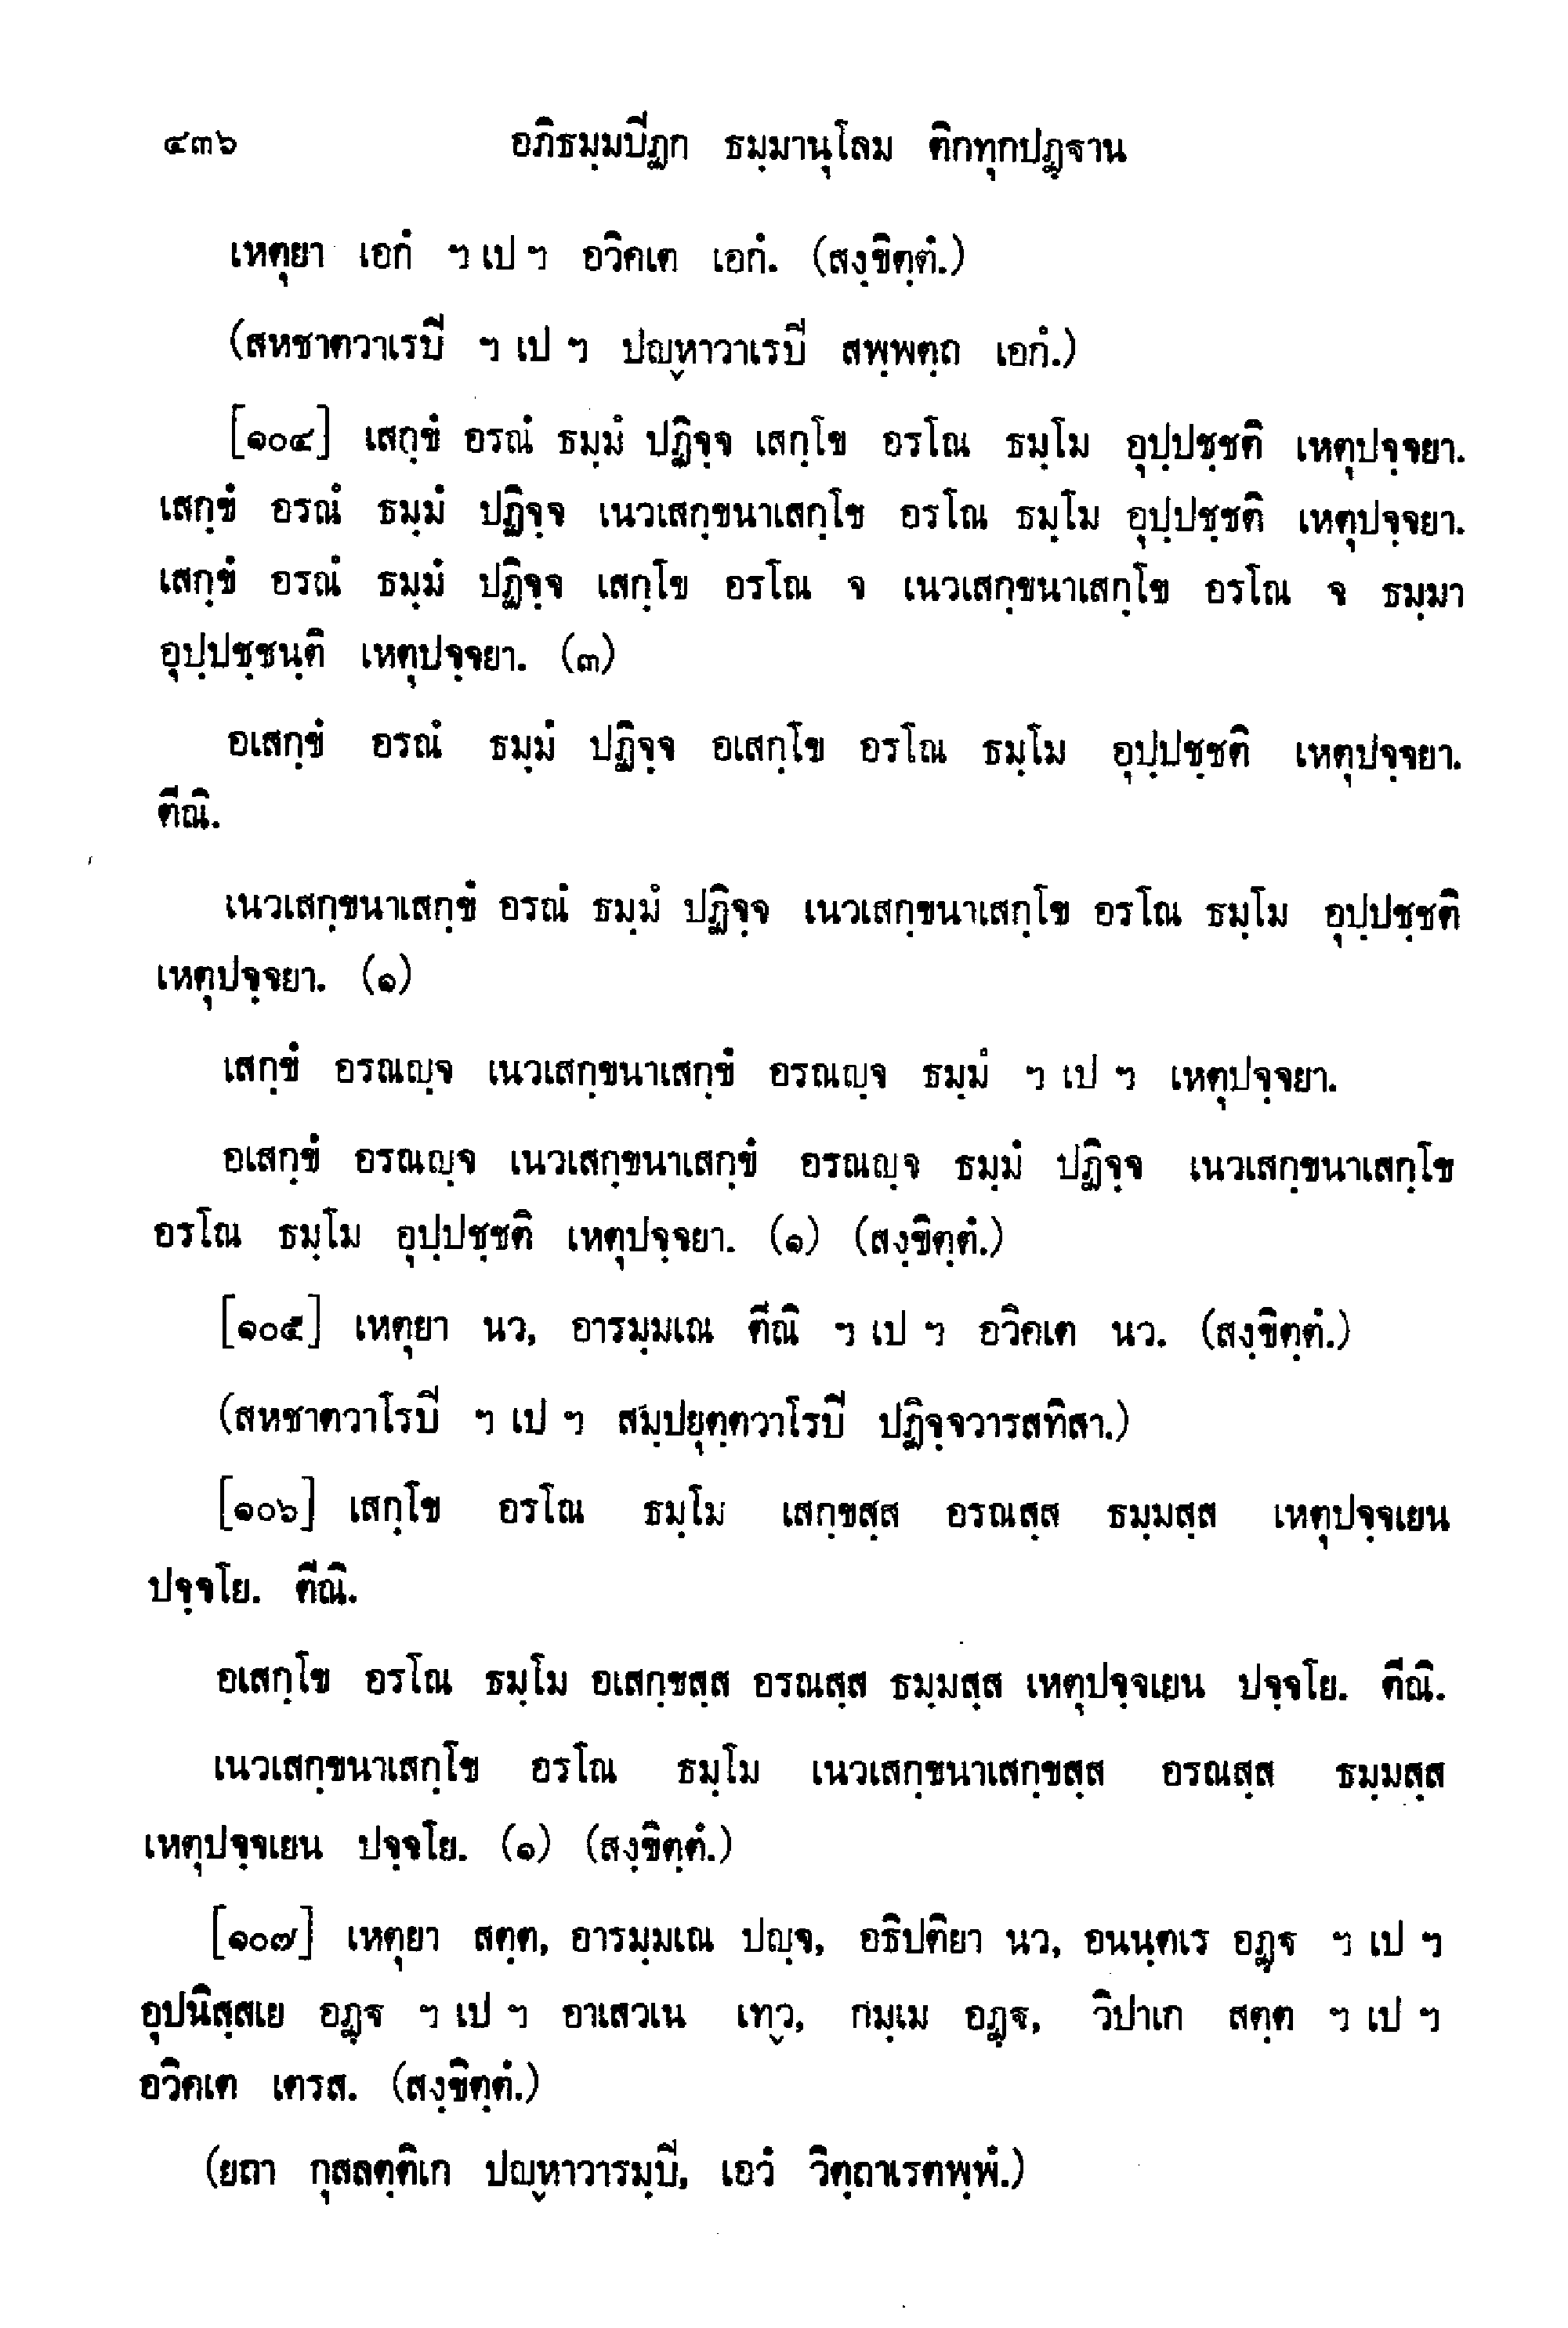 ๔๓๖ อภิธมฺมปีฏก ธมฺมานุโลม ติกทุกปฏฺฐาน
เหตุยา เอกํ ฯ เป ฯ อวิคเต เอกํ. (สงฺขิตฺตํ.)
(สหชาตวาเรปี ฯ เป ฯ ปญฺหาวาเรปี สพฺพตฺถ เอกํ.)
[๑๐๔] เสกฺขํ อรณํ ธมฺมํ ปฏิจฺจ เสกฺโข อรโณ ธมฺโม อุปฺปชฺชติ เหตุปจฺจยา.
เสกฺขํ อรณํ ธมฺมํ ปฏิจฺจ เนวเสกฺขนาเสกฺโข อรโณ ธมฺโม อุปฺปชฺชติ เหตุปจฺจยา.
เสกฺขํ อรณํ ธมฺมํ ปฏิจฺจ เสกฺโข อรโณ จ เนวเสกฺขนาเสกฺโข อรโณ จ ธมฺมา
อุปฺปชฺชนฺติ เหตุปจฺจยา. (๓)
อเสกฺขํ อรณํ ธมฺมํ ปฏิจฺจ อเสกฺโข อรโณ ธมฺโม อุปฺปชฺชติ เหตุปจฺจยา.
ตีณิ.
เนวเสกฺขนาเสกฺขํ อรณํ ธมฺมํ ปฏิจฺจ เนวเสกฺขนาเสกฺโข อรโณ ธมฺโม อุปฺปชฺชติ
เหตุปจฺจยา. (๑)
เสกฺขํ อรณญฺจ เนวเสกฺขนาเสกฺขํ อรณญฺจ ธมฺมํ ฯ เป ฯ เหตุปจฺจยา.
อเสกฺขํ อรณญฺจ เนวเสกฺขนาเสกฺขํ อรณญฺจ ธมฺมํ ปฏิจฺจ เนวเสกฺขนาเสกฺโข
อรโณ ธมฺโม อุปฺปชฺชติ เหตุปจฺจยา. (๑) (สงฺขิตฺตํ.)
[๑๐๕] เหตุยา นว, อารมฺมเณ ตีณิ ฯ เป ฯ อวิคเต นว. (สงฺขิตฺตํ.)
(สหชาตวาโรปี ฯ เป ฯ สมฺปยุตฺตวาโรปี ปฏิจฺจวารสทิสา.)
[๑๐๖] เสกฺโข อรโณ ธมฺโม เสกฺขสฺส อรณสฺส ธมฺมสฺส เหตุปจฺจเยน
ปจฺจโย. ตีณิ.
อเสกฺโข อรโณ ธมฺโม อเสกฺขสฺส อรณสฺส ธมฺมสฺส เหตุปจฺจเยน ปจฺจโย. ตีณิ.
เนวเสกฺขนาเสกฺโข อรโณ ธมฺโม เนวเสกฺขนาเสกฺขสฺส อรณสฺส ธมฺมสฺส
เหตุปจฺจเยน ปจฺจโย. (๑) (สงฺขิตฺตํ.)
[๑๐๗] เหตุยา สตฺต, อารมฺมเณ ปญฺจ, อธิปติยา นว, อนนฺตเร อฏฺฐ ฯ เป ฯ
อุปนิสฺสเย อฏฺฐ ฯ เป ฯ อาเสวเน เทฺว, กมฺเม อฏฺฐ, วิปาเก สตฺต ฯ เป ฯ
อวิคเต เตรส. (สงฺขิตฺตํ.)
(ยถา กุสลตฺติเก ปญฺหาวารมฺปี, เอวํ วิตฺถาเรตพฺพํ.)